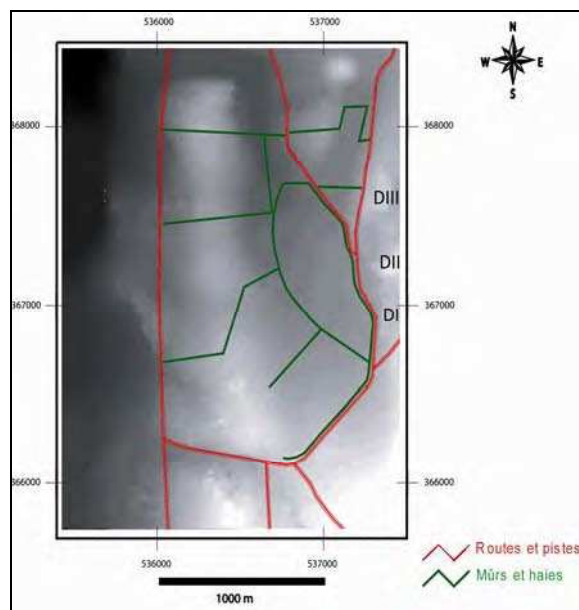 536000 537000
N
W E
S
368000 368000
DIII
DII
367000 367000
DI
366000 366000
536000 537000
1000 m
Routes et pistes
Mûrs et haies